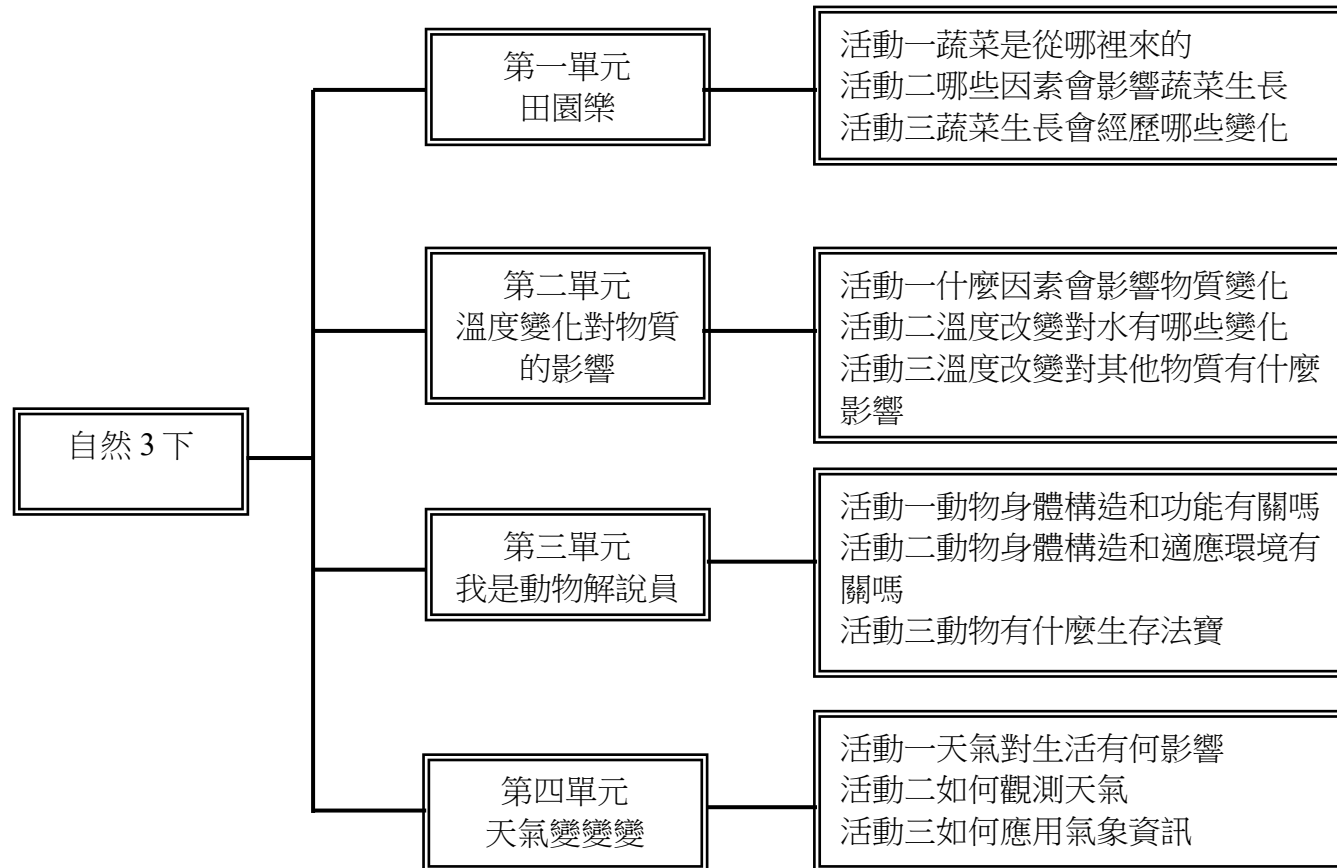 自然 3 下
第一單元
田園樂
活動一蔬菜是從哪裡來的
活動二哪些因素會影響蔬菜生長
活動三蔬菜生長會經歷哪些變化
第二單元
溫度變化對物質
的影響
活動一什麼因素會影響物質變化
活動二溫度改變對水有哪些變化
活動三溫度改變對其他物質有什麼
影響
第三單元
我是動物解說員
活動一動物身體構造和功能有關嗎
活動二動物身體構造和適應環境有
關嗎
活動三動物有什麼生存法寶
第四單元
天氣變變變
活動一天氣對生活有何影響
活動二如何觀測天氣
活動三如何應用氣象資訊